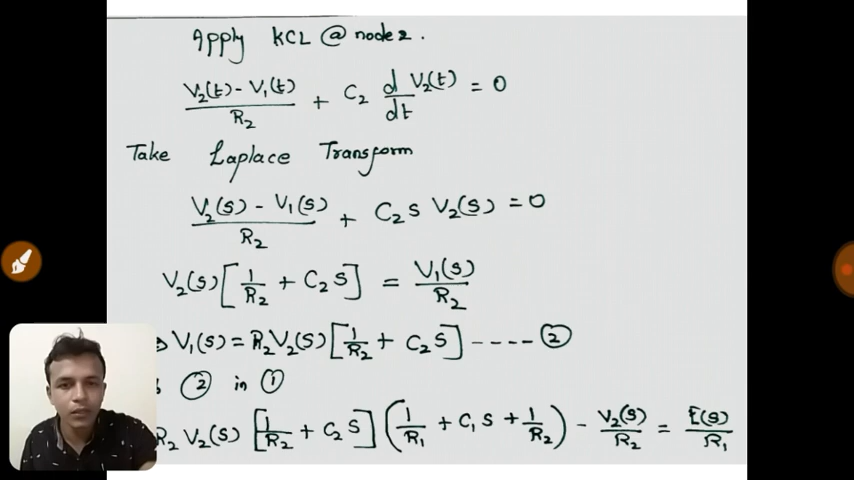 Apply KCL @ node 2.
V₂(t) - V₁(t) / R₂ + C₂ d/dt V₂(t) = 0
Take Laplace Transform
V₂(s) - V₁(s) / R₂ + C₂ s V₂(s) = 0
V₂(s) [ 1/R₂ + C₂ s ] = V₁(s) / R₂
V₁(s) = R₂ V₂(s) [ 1/R₂ + C₂ s ] ---- ②
② in ①
R₂ V₂(s) [ 1/R₂ + C₂ s ] ( 1/R₁ + C₁ s + 1/R₂ ) - V₂(s)/R₂ = E(s)/R₁